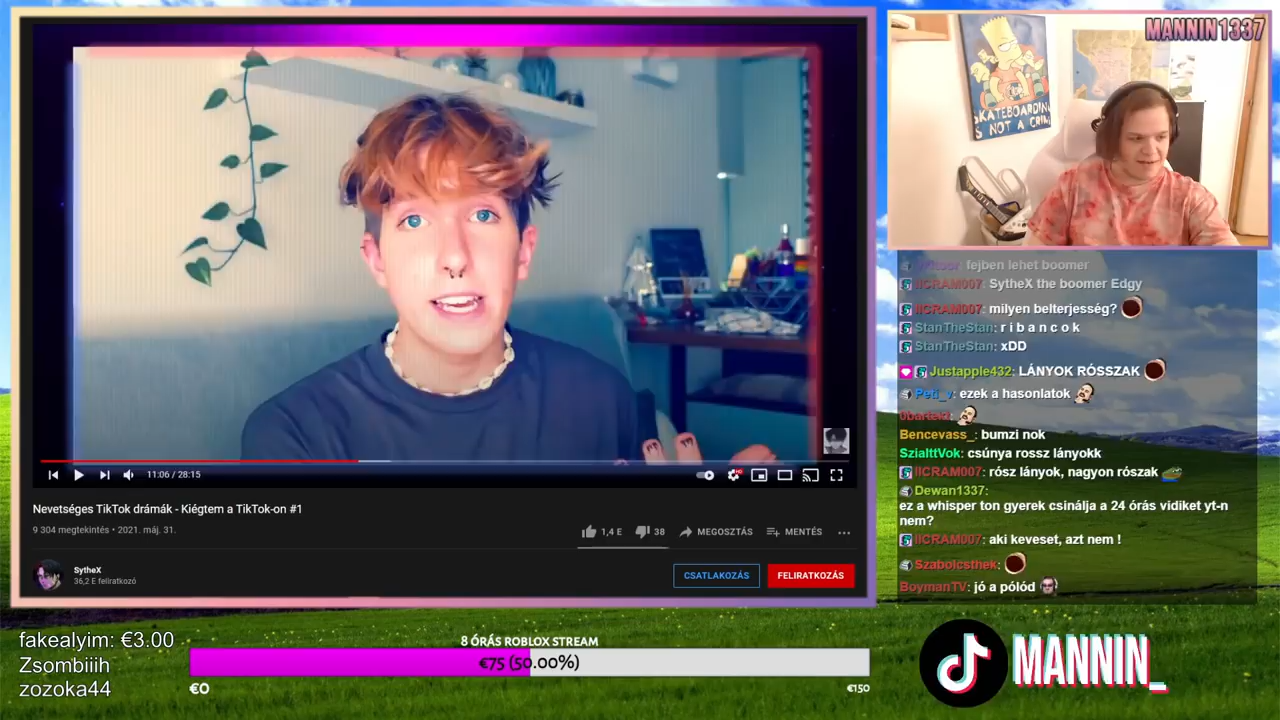 MANNIN1337
SKATEBOARDING
IS NOT A CRIME
11:06 / 28:15
HD
Nevetséges TikTok drámák - Kiégtem a TikTok-on #1
9 304 megtekintés • 2021. máj. 31.
1,4 E
38
MEGOSZTÁS
MENTÉS
SytheX
36,2 E feliratkozó
CSATLAKOZÁS
FELIRATKOZÁS
fejben lehet boomer
IICRAM007: SytheX the boomer Edgy
IICRAM007: milyen belterjesség?
StanTheStan: r i b a n c o k
StanTheStan: xDD
Justapple432: LÁNYOK RÓSSZAK
Peti_v: ezek a hasonlatok
Bencevass_: bumzi nok
SzialttVok: csúnya rossz lányokk
IICRAM007: rósz lányok, nagyon rószak
Dewan1337:
ez a whisper ton gyerek csinálja a 24 órás vidiket yt-n
nem?
IICRAM007: aki keveset, azt nem !
Szabolcsthek:
BoymanTV: jó a pólód
fakealyim: €3.00
Zsombiiih
zozoka44
8 ÓRÁS ROBLOX STREAM
€75 (50.00%)
€0
€150
MANNIN_